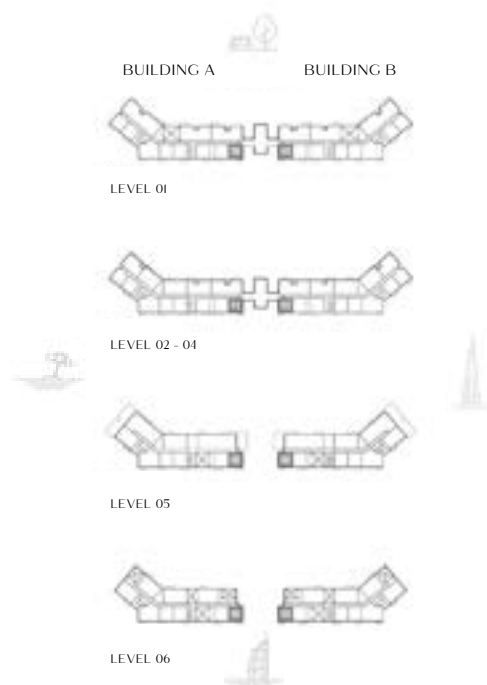 BUILDING A
BUILDING B
LEVEL 01
LEVEL 02 - 04
LEVEL 05
LEVEL 06